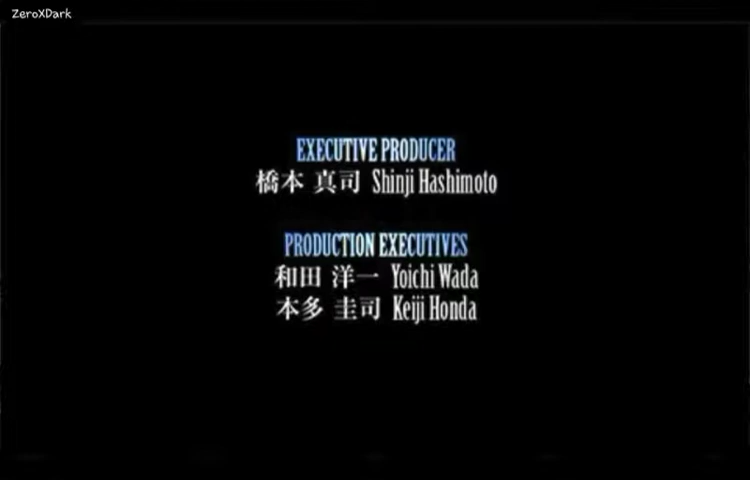 ZeroXDark
EXECUTIVE PRODUCER
橋本 真司 Shinji Hashimoto
PRODUCTION EXECUTIVES
和田 洋一 Yoichi Wada
本多 圭司 Keiji Honda